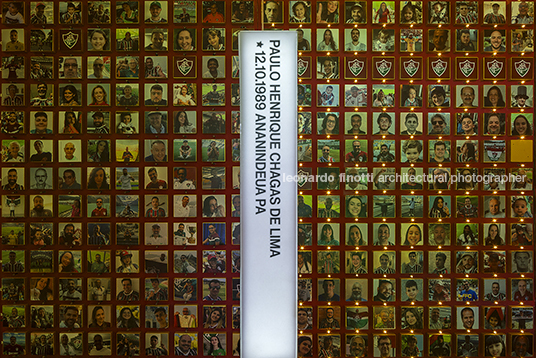 PAULO HENRIQUE CHAGAS DE LIMA
★ 12.10.1989 ANANINDEUA PA
leonardo finotti architectural photographer